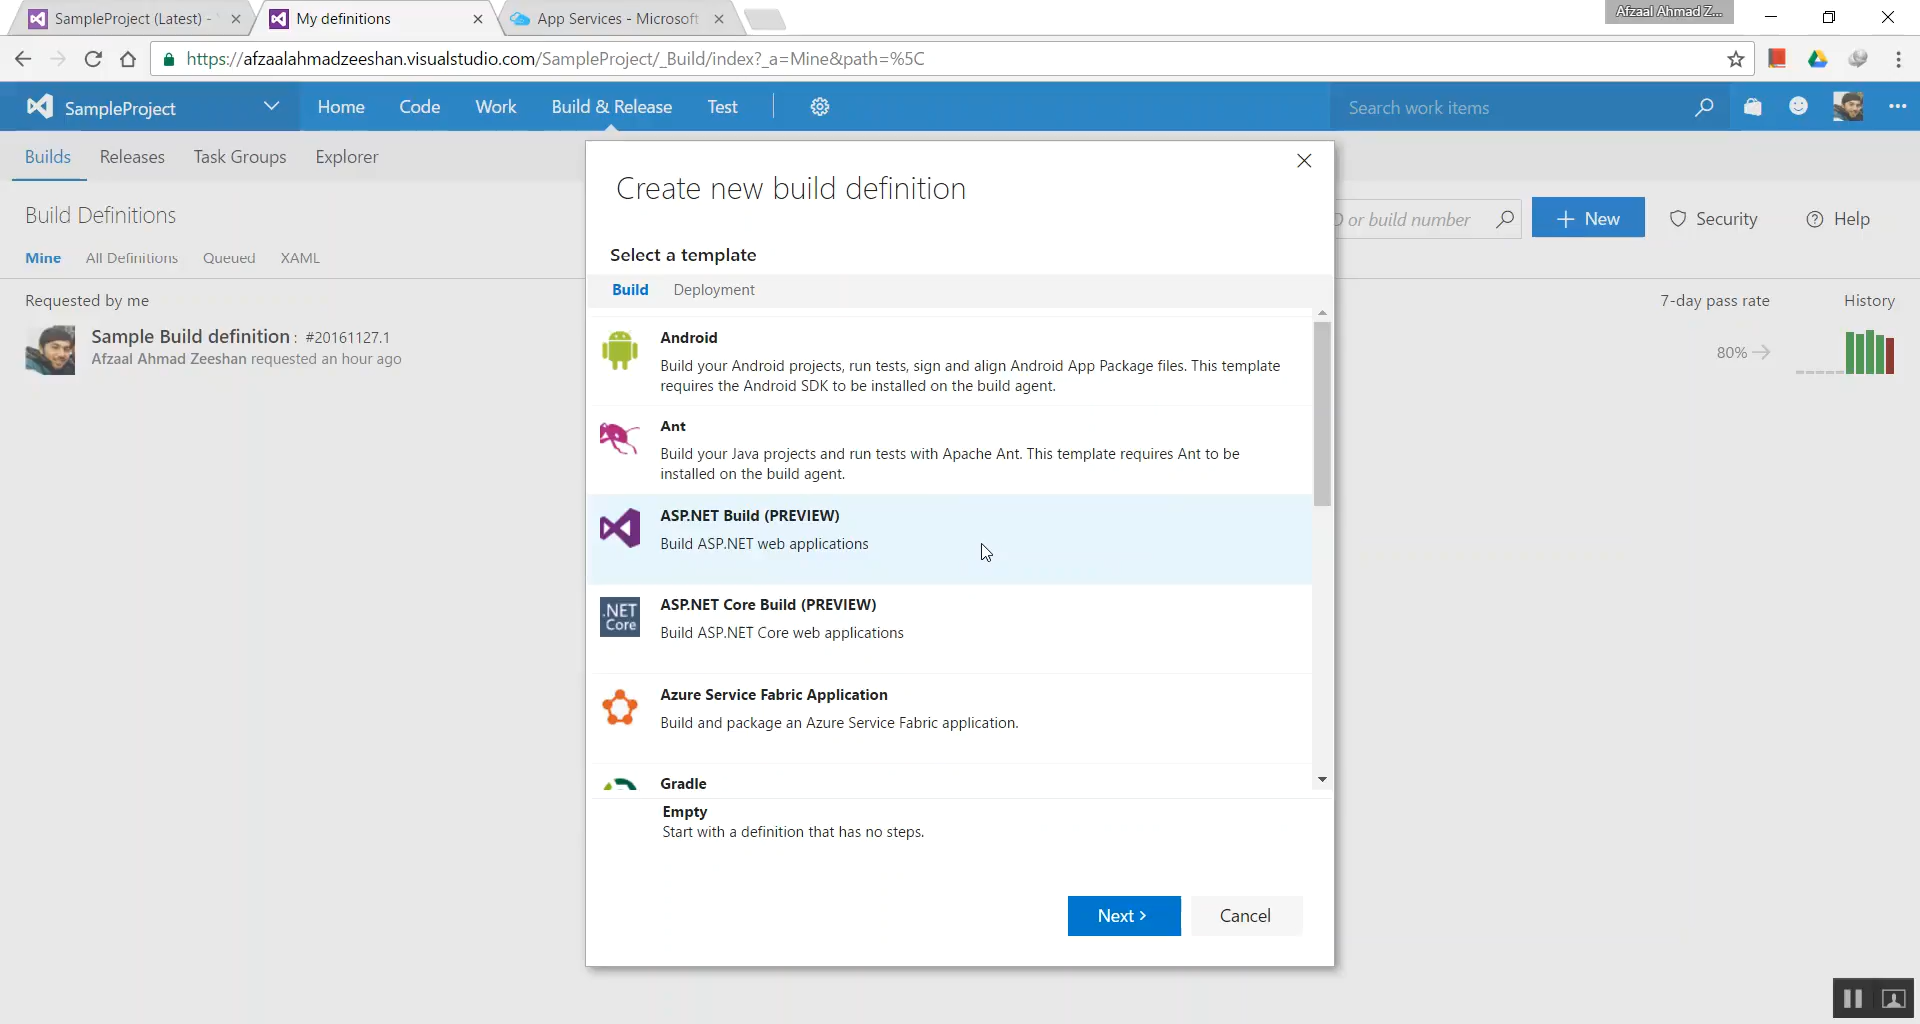 SampleProject (Latest) -
My definitions
App Services - Microsoft
Afzaal Ahmad Z...
https://afzaalahmadzeeshan.visualstudio.com/SampleProject/_Build/index?_a=Mine&path=%5C
SampleProject
Home
Code
Work
Build & Release
Test
Search work items
Builds
Releases
Task Groups
Explorer
Build Definitions
D or build number
+ New
Security
Help
Mine
All Definitions
Queued
XAML
Requested by me
7-day pass rate
History
Sample Build definition : #20161127.1
Afzaal Ahmad Zeeshan requested an hour ago
80%
Create new build definition
Select a template
Build
Deployment
Android
Build your Android projects, run tests, sign and align Android App Package files. This template
requires the Android SDK to be installed on the build agent.
Ant
Build your Java projects and run tests with Apache Ant. This template requires Ant to be
installed on the build agent.
ASP.NET Build (PREVIEW)
Build ASP.NET web applications
.NET
Core
ASP.NET Core Build (PREVIEW)
Build ASP.NET Core web applications
Azure Service Fabric Application
Build and package an Azure Service Fabric application.
Gradle
Empty
Start with a definition that has no steps.
Next >
Cancel